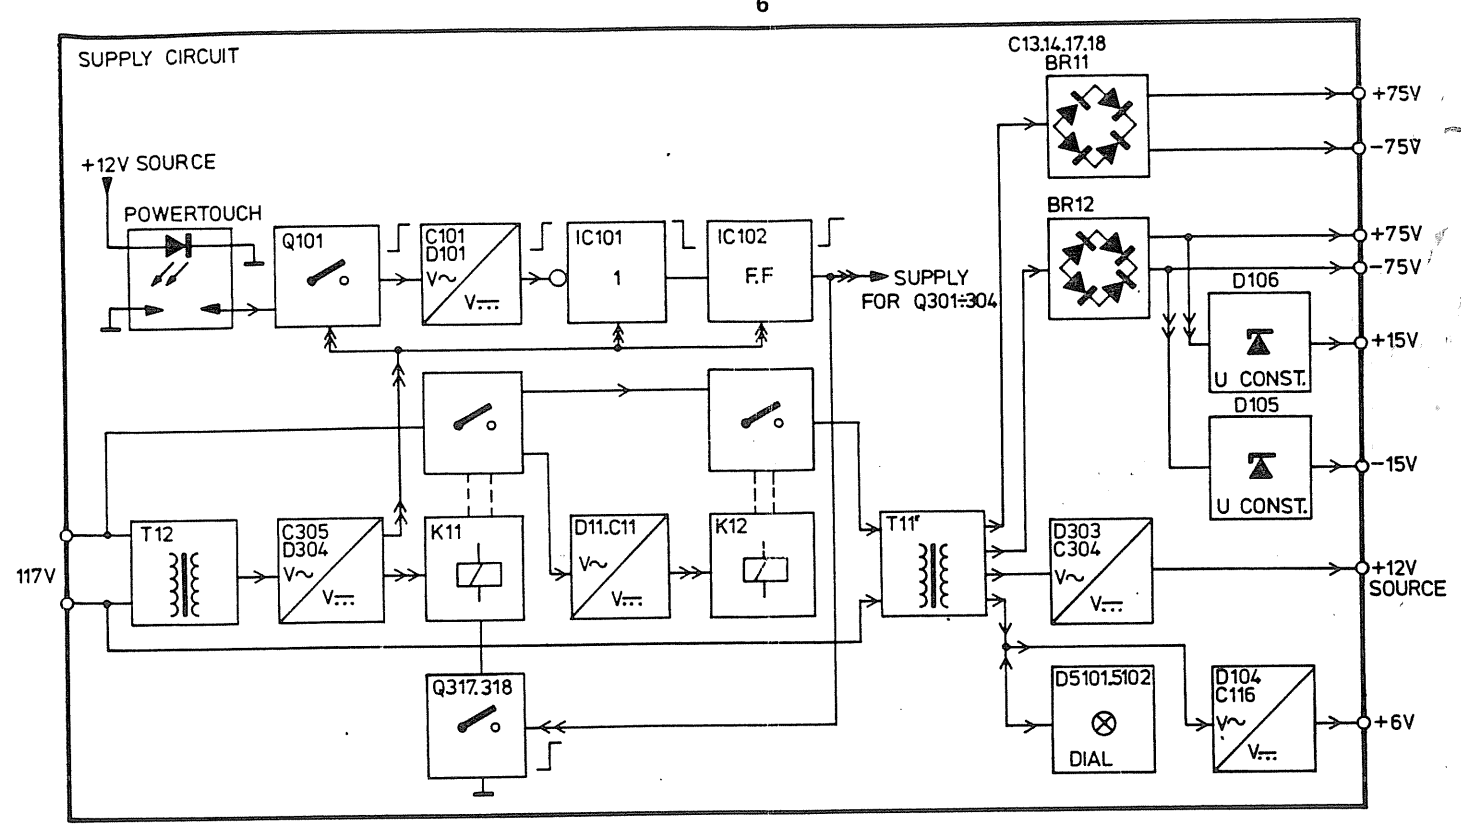 6
SUPPLY CIRCUIT
C13.14.17.18
BR11
+75V
-75V
+12V SOURCE
POWERTOUCH
BR12
+75V
-75V
Q101
C101
D101
V~
V⎓
IC101
1
IC102
F.F
SUPPLY
FOR Q301÷304
D106
U CONST.
+15V
D105
U CONST.
-15V
117V
T12
C305
D304
V~
V⎓
K11
D11.C11
V~
V⎓
K12
T11
D303
C304
V~
V⎓
+12V
SOURCE
Q317.318
D5101.5102
DIAL
D104
C116
V~
V⎓
+6V